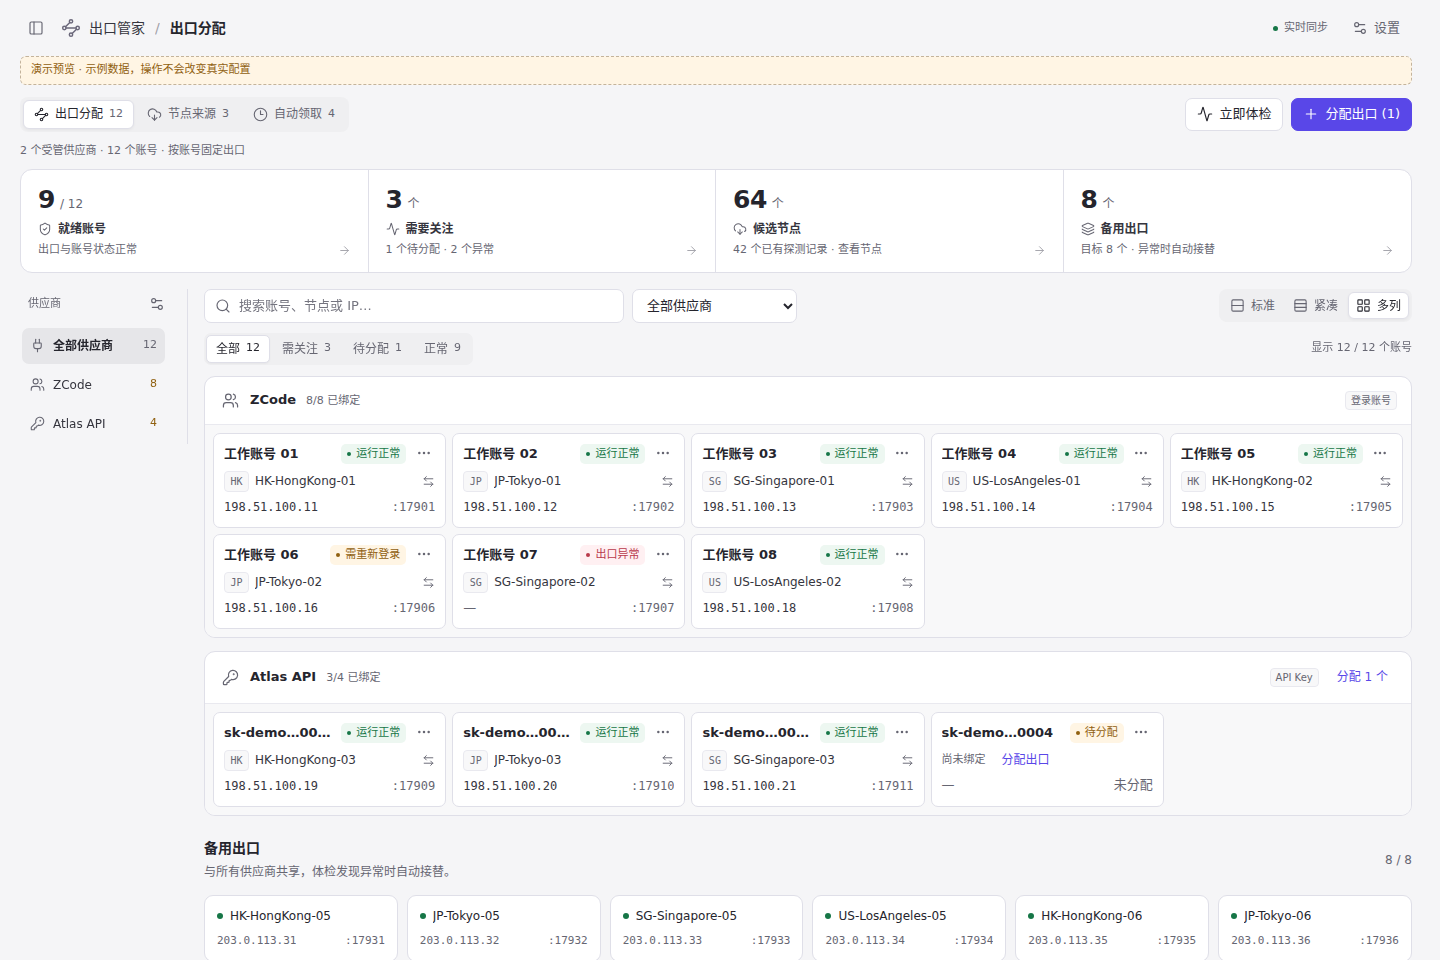 出口管家 / 出口分配
实时同步 设置
演示预览 · 示例数据，操作不会改变真实配置
出口分配 12 节点来源 3 自动领取 4
立即体检 分配出口 (1)
2 个受管供应商 · 12 个账号 · 按账号固定出口
9 / 12
就绪账号
出口与账号状态正常
3 个
需要关注
1 个待分配 · 2 个异常
64 个
候选节点
42 个已有探测记录 · 查看节点
8 个
备用出口
目标 8 个 · 异常时自动接替
供应商
全部供应商 12
ZCode 8
Atlas API 4
搜索账号、节点或 IP…
全部供应商
标准 紧凑 多列
全部 12 需关注 3 待分配 1 正常 9
显示 12 / 12 个账号
ZCode 8/8 已绑定 登录账号
工作账号 01 运行正常
HK HK-HongKong-01
198.51.100.11 :17901
工作账号 02 运行正常
JP JP-Tokyo-01
198.51.100.12 :17902
工作账号 03 运行正常
SG SG-Singapore-01
198.51.100.13 :17903
工作账号 04 运行正常
US US-LosAngeles-01
198.51.100.14 :17904
工作账号 05 运行正常
HK HK-HongKong-02
198.51.100.15 :17905
工作账号 06 需重新登录
JP JP-Tokyo-02
198.51.100.16 :17906
工作账号 07 出口异常
SG SG-Singapore-02
— :17907
工作账号 08 运行正常
US US-LosAngeles-02
198.51.100.18 :17908
Atlas API 3/4 已绑定 API Key 分配 1 个
sk-demo…00… 运行正常
HK HK-HongKong-03
198.51.100.19 :17909
sk-demo…00… 运行正常
JP JP-Tokyo-03
198.51.100.20 :17910
sk-demo…00… 运行正常
SG SG-Singapore-03
198.51.100.21 :17911
sk-demo…0004 待分配
尚未绑定 分配出口
— 未分配
备用出口
与所有供应商共享，体检发现异常时自动接替。
8 / 8
HK-HongKong-05
203.0.113.31 :17931
JP-Tokyo-05
203.0.113.32 :17932
SG-Singapore-05
203.0.113.33 :17933
US-LosAngeles-05
203.0.113.34 :17934
HK-HongKong-06
203.0.113.35 :17935
JP-Tokyo-06
203.0.113.36 :17936